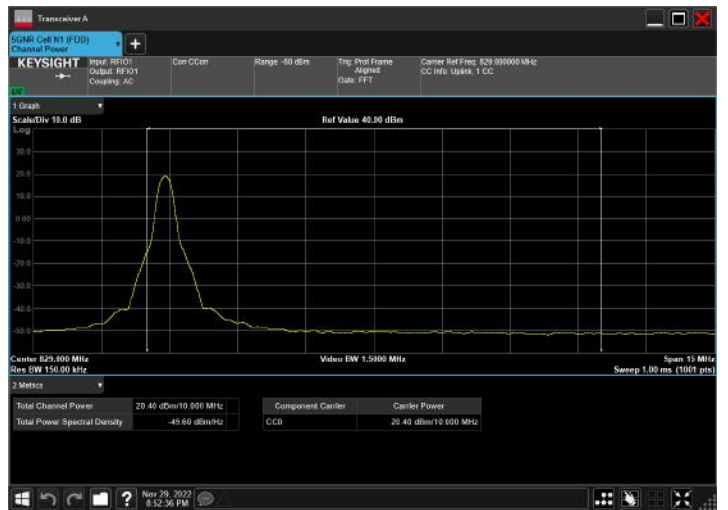 Transceiver A
5GNR Cell N1 (FDD)
Channel Power
KEYSIGHT
Input: RFIO1
Output: RFIO1
Coupling: AC
Corr CCorr
Range: -60 dBm
Trig: Prot Frame
Aligned
Gate: FFT
Carrier Ref Freq: 829.000000 MHz
CC Info: Uplink, 1 CC
1 Graph
Scale/Div 10.0 dB
Ref Value 40.00 dBm
Log
30.0
20.0
10.0
0.00
-10.0
-20.0
-30.0
-40.0
-50.0
Center 829.000 MHz
Video BW 1.5000 MHz
Span 15 MHz
Res BW 150.00 kHz
Sweep 1.00 ms (1001 pts)
2 Metrics
Total Channel Power 20.40 dBm/10.000 MHz
Total Power Spectral Density -49.60 dBm/Hz
Component Carrier Carrier Power
CC0 20.40 dBm/10.000 MHz
Nov 29, 2022
8:52:36 PM